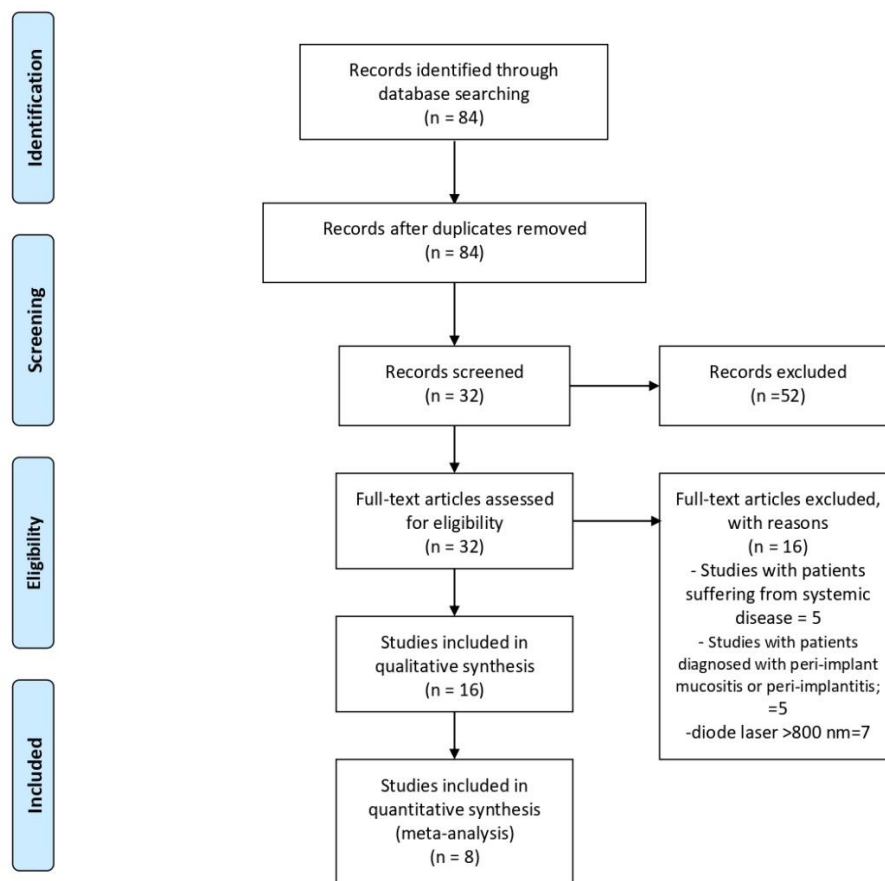 Identification
Records identified through
database searching
(n = 84)
Records after duplicates removed
(n = 84)
Screening
Records screened
(n = 32)
Records excluded
(n =52)
Eligibility
Full-text articles assessed
for eligibility
(n = 32)
Full-text articles excluded,
with reasons
(n = 16)
- Studies with patients
suffering from systemic
disease = 5
- Studies with patients
diagnosed with peri-implant
mucositis or peri-implantitis;
=5
-diode laser >800 nm=7
Studies included in
qualitative synthesis
(n = 16)
Included
Studies included in
quantitative synthesis
(meta-analysis)
(n = 8)